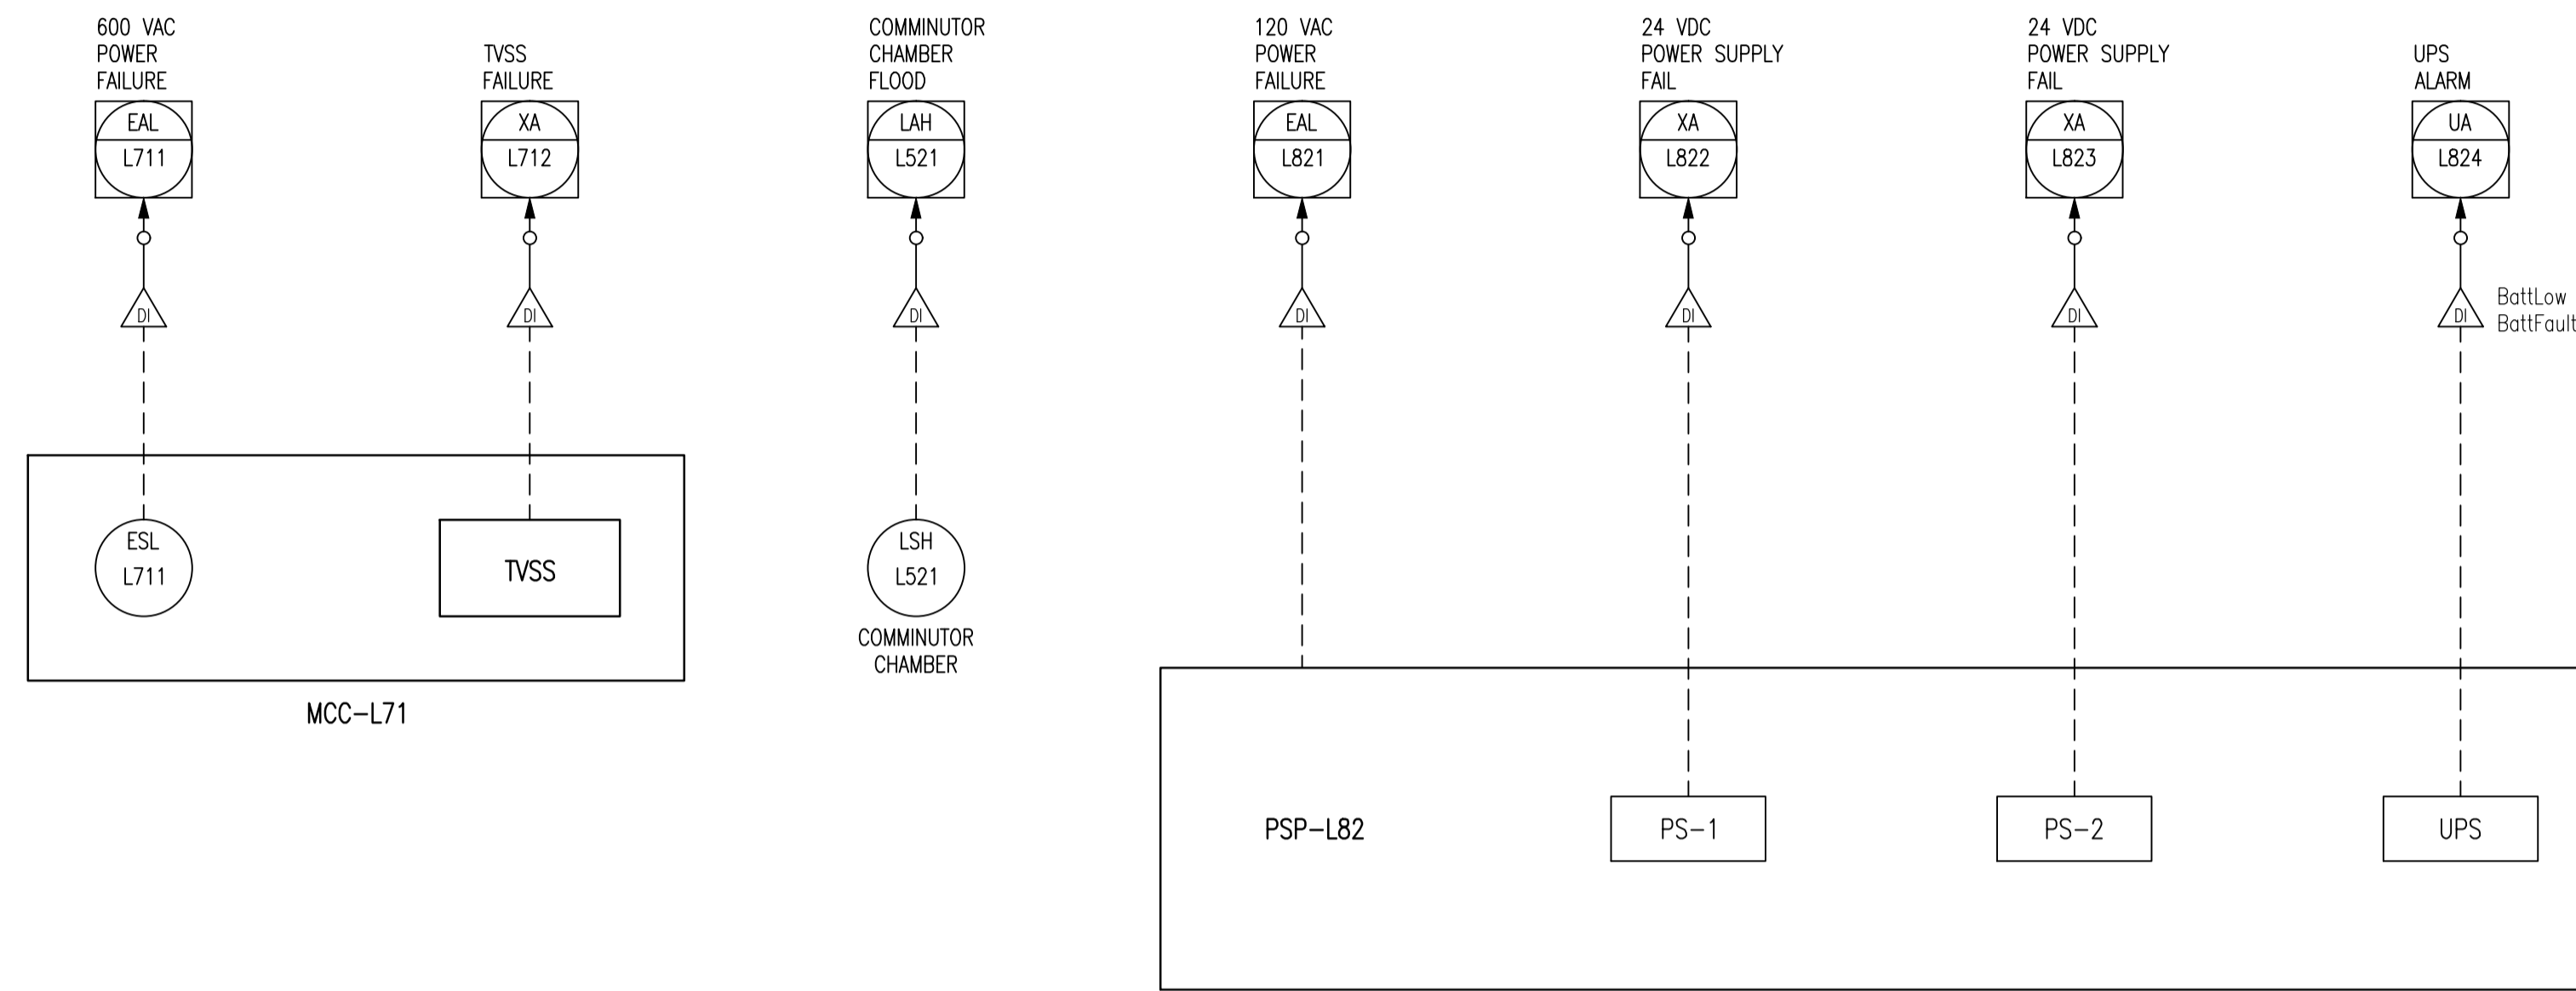 600 VAC
POWER
FAILURE
TVSS
FAILURE
COMMINUTOR
CHAMBER
FLOOD
120 VAC
POWER
FAILURE
24 VDC
POWER SUPPLY
FAIL
24 VDC
POWER SUPPLY
FAIL
UPS
ALARM
EAL
L711
XA
L712
LAH
L521
EAL
L821
XA
L822
XA
L823
UA
L824
DI
DI
DI
DI
DI
DI
DI
BattLow
BattFault
ESL
L711
TVSS
LSH
L521
COMMINUTOR
CHAMBER
MCC-L71
PSP-L82
PS-1
PS-2
UPS